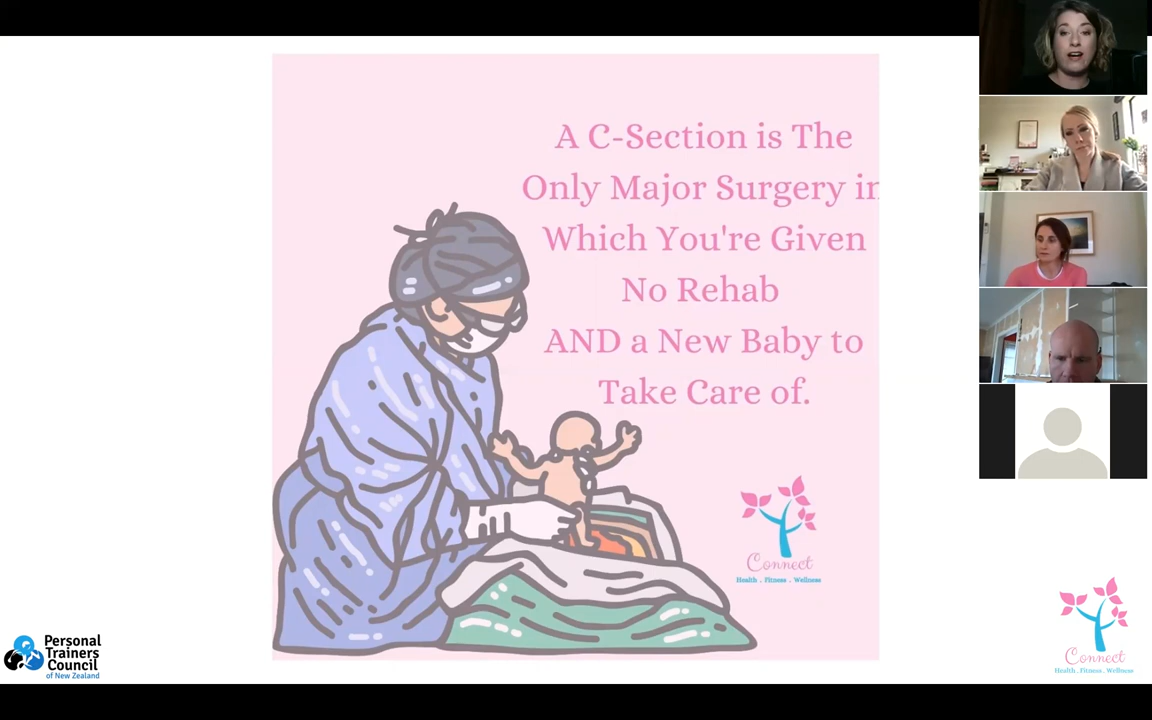 A C-Section is The
Only Major Surgery in
Which You're Given
No Rehab
AND a New Baby to
Take Care of.
Connect
Health . Fitness . Wellness
Personal
Trainers
Council
of New Zealand
Connect
Health . Fitness . Wellness